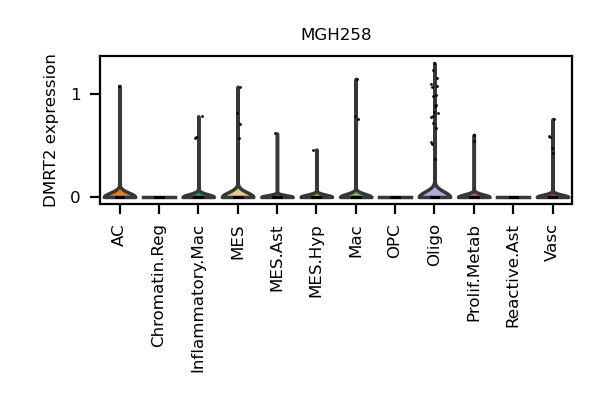 MGH258
DMRT2 expression
1
0
AC
Chromatin.Reg
Inflammatory.Mac
MES
MES.Ast
MES.Hyp
Mac
OPC
Oligo
Prolif.Metab
Reactive.Ast
Vasc